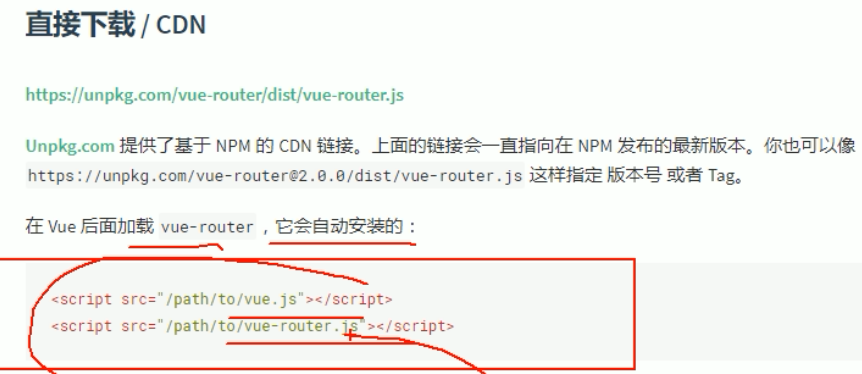 直接下载 / CDN
https://unpkg.com/vue-router/dist/vue-router.js
Unpkg.com 提供了基于 NPM 的 CDN 链接。上面的链接会一直指向在 NPM 发布的最新版本。你也可以像
https://unpkg.com/vue-router@2.0.0/dist/vue-router.js 这样指定 版本号 或者 Tag。
在 Vue 后面加载 vue-router，它会自动安装的：
<script src="/path/to/vue.js"></script>
<script src="/path/to/vue-router.js"></script>